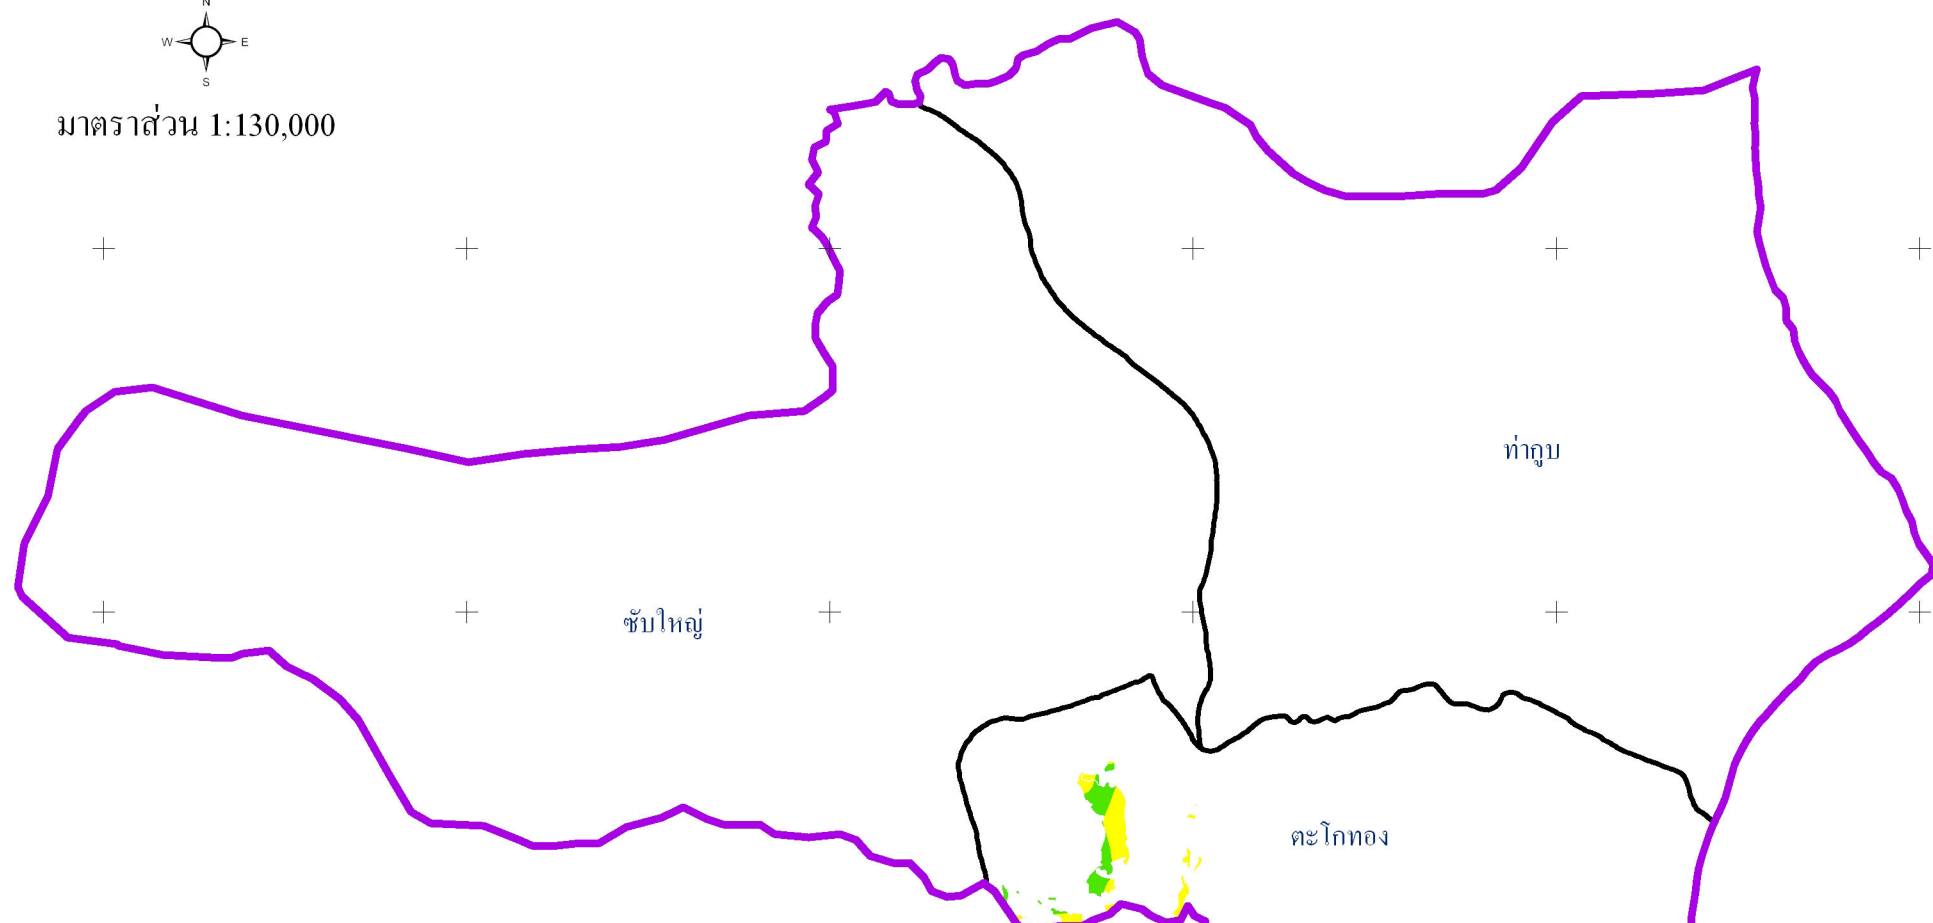 N
W E
S
มาตราส่วน 1:130,000
ท่ากูบ
ซับใหญ่
ตะโกทอง